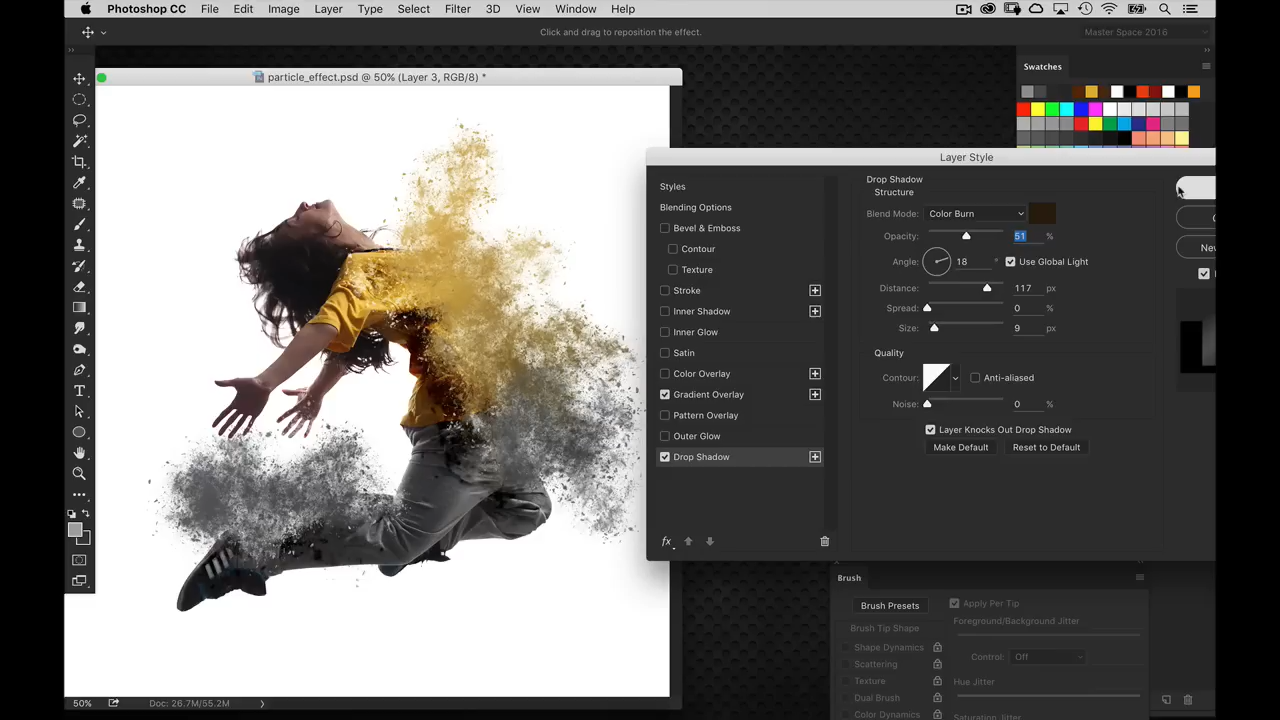 Photoshop CC File Edit Image Layer Type Select Filter 3D View Window Help
Click and drag to reposition the effect.
Master Space 2016
particle_effect.psd @ 50% (Layer 3, RGB/8) *
Swatches
Layer Style
Styles
Blending Options
Bevel & Emboss
Contour
Texture
Stroke
Inner Shadow
Inner Glow
Satin
Color Overlay
Gradient Overlay
Pattern Overlay
Outer Glow
Drop Shadow
fx
Drop Shadow
Structure
Blend Mode: Color Burn
Opacity: 51 %
Angle: 18 ° Use Global Light
Distance: 117 px
Spread: 0 %
Size: 9 px
Quality
Contour: Anti-aliased
Noise: 0 %
Layer Knocks Out Drop Shadow
Make Default Reset to Default
New
Brush
Brush Presets
Brush Tip Shape
Shape Dynamics
Scattering
Texture
Dual Brush
Color Dynamics
Apply Per Tip
Foreground/Background Jitter
Control: Off
Hue Jitter
Saturation Jitter
50% Doc: 26.7M/55.2M